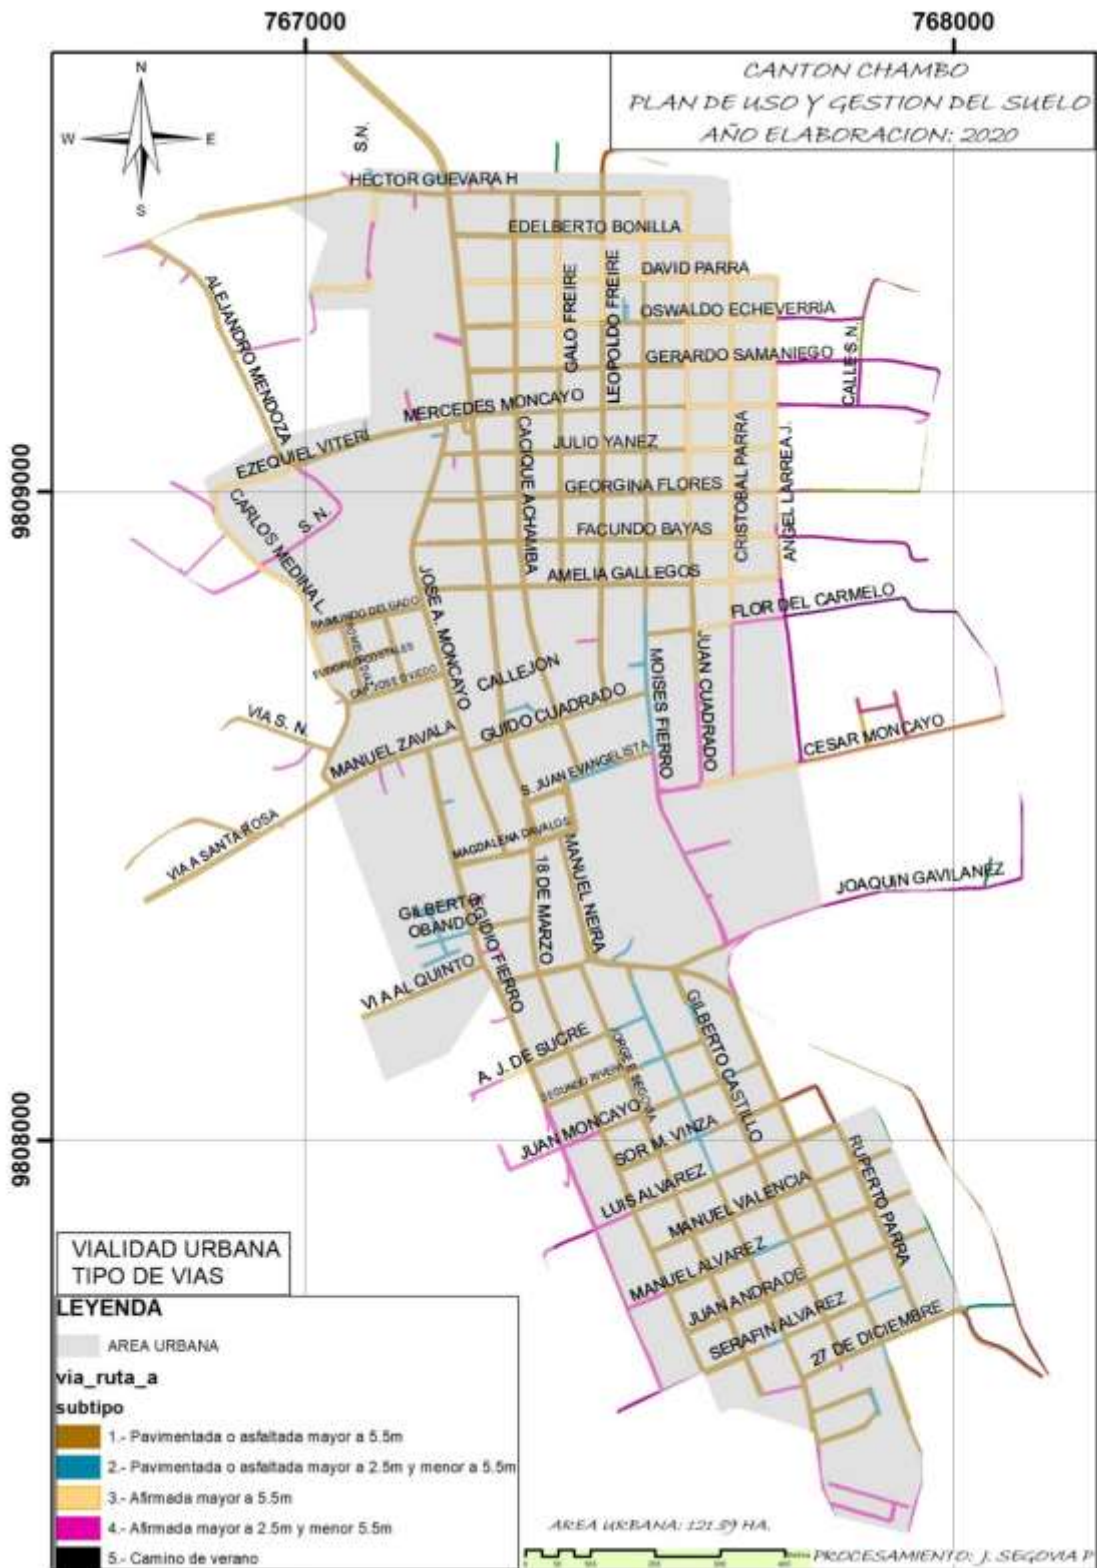 767000
768000
CANTON CHAMBO
PLAN DE USO Y GESTION DEL SUELO
AÑO ELABORACION: 2020
N
W
E
S
S.N.
HECTOR GUEVARA H
EDELBERTO BONILLA
DAVID PARRA
OSWALDO ECHEVERRIA
GALO FREIRE
LEOPOLDO FREIRE
GERARDO SAMANIEGO
CALLE S N.
ALEJANDRO MENDOZA
MERCEDES MONCAYO
EZEQUIEL VITERI
JULIO YANEZ
CACIQUE ACHAMBA
CRISTOBAL PARRA
ANGEL LARREA J.
9809000
GEORGINA FLORES
CARLOS MEDINA L.
S. N.
FACUNDO BAYAS
AMELIA GALLEGOS
JOSE A. MONCAYO
FLOR DEL CARMELO
RAIMUNDO DELGADO
CALLEJON
MOISES FIERRO
JUAN CUADRADO
VIA S. N.
MANUEL ZAVALA
GUIDO CUADRADO
CESAR MONCAYO
S. JUAN EVANGELISTA
VIA A SANTA ROSA
MAGDALENA DAVALOS
18 DE MARZO
MANUEL NEIRA
JOAQUIN GAVILANEZ
GILBERTO
OBANDO
EGIDIO FIERRO
VIA AL QUINTO
A. J. DE SUCRE
GILBERTO CASTILLO
JUAN MONCAYO
SOR M. VINZA
9808000
LUIS ALVAREZ
MANUEL VALENCIA
RUPERTO PARRA
MANUEL ALVAREZ
JUAN ANDRADE
SERAFIN ALVAREZ
27 DE DICIEMBRE
VIALIDAD URBANA
TIPO DE VIAS
LEYENDA
AREA URBANA
via_ruta_a
subtipo
1.- Pavimentada o asfaltada mayor a 5.5m
2.- Pavimentada o asfaltada mayor a 2.5m y menor a 5.5m
3.- Afirmada mayor a 5.5m
4.- Afirmada mayor a 2.5m y menor 5.5m
5.- Camino de verano
AREA URBANA: 121.39 HA.
PROCESAMIENTO: J. SEGOVIA P